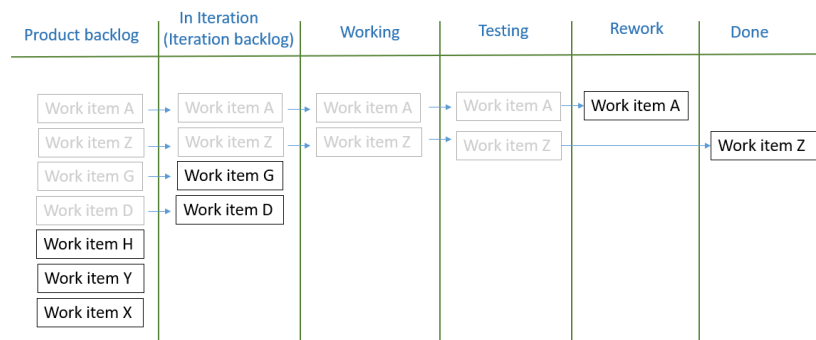 Product backlog
In Iteration
(Iteration backlog)
Working
Testing
Rework
Done
Work item A
Work item A
Work item A
Work item A
Work item A
Work item Z
Work item Z
Work item Z
Work item Z
Work item Z
Work item G
Work item G
Work item D
Work item D
Work item H
Work item Y
Work item X